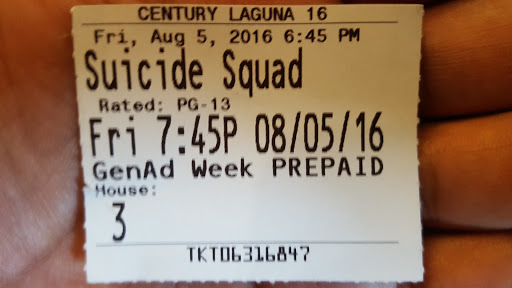 CENTURY LAGUNA 16
Fri, Aug 5, 2016 6:45 PM
Suicide Squad
Rated: PG-13
Fri 7:45P 08/05/16
GenAd Week PREPAID
House:
3
TKT06316847